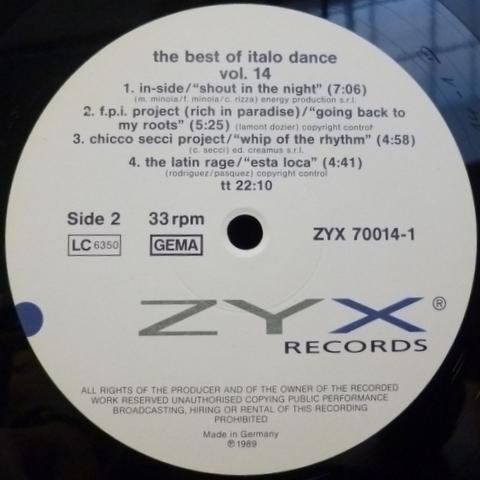 the best of italo dance
vol. 14
1. in-side/“shout in the night” (7:06)
(m. minoia/f. minoia/c. rizza) energy production s.r.l.
2. f.p.i. project (rich in paradise)/“going back to
my roots” (5:25) (lamont dozier) copyright control
3. chicco secci project/“whip of the rhythm” (4:58)
(c. secci) ed. creamus s.r.l.
4. the latin rage/“esta loca” (4:41)
(rodriguez/pasquez) copyright control
tt 22:10
Side 2 33 rpm
LC 6350 GEMA ZYX 70014-1
ZYX®
RECORDS
ALL RIGHTS OF THE PRODUCER AND OF THE OWNER OF THE RECORDED
WORK RESERVED UNAUTHORISED COPYING PUBLIC PERFORMANCE
BROADCASTING, HIRING OR RENTAL OF THIS RECORDING
PROHIBITED
Made in Germany
℗1989